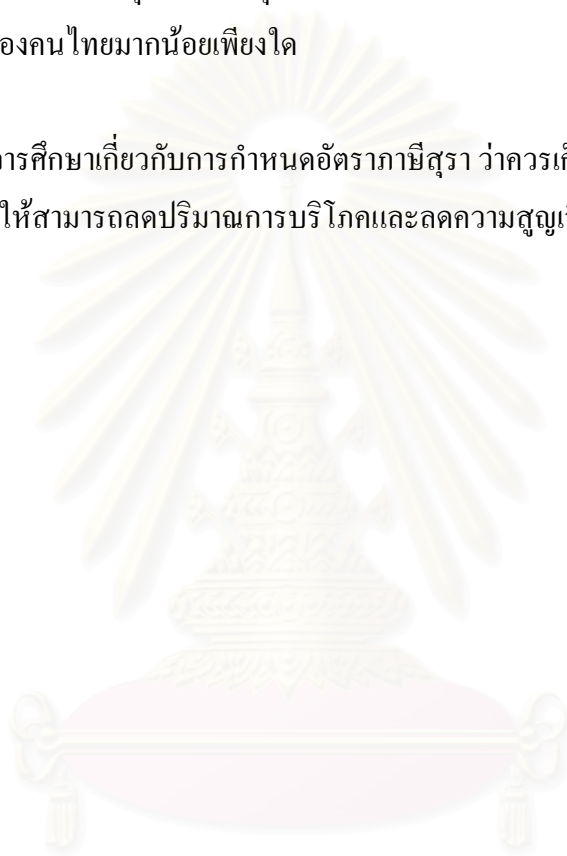 องคนไทยมากน้อยเพียงใด
ารศึกษาเกี่ยวกับการกำหนดอัตราภาษีสุรา ว่าควรเ
ให้สามารถลดปริมาณการบริโภคและลดความสูญเ